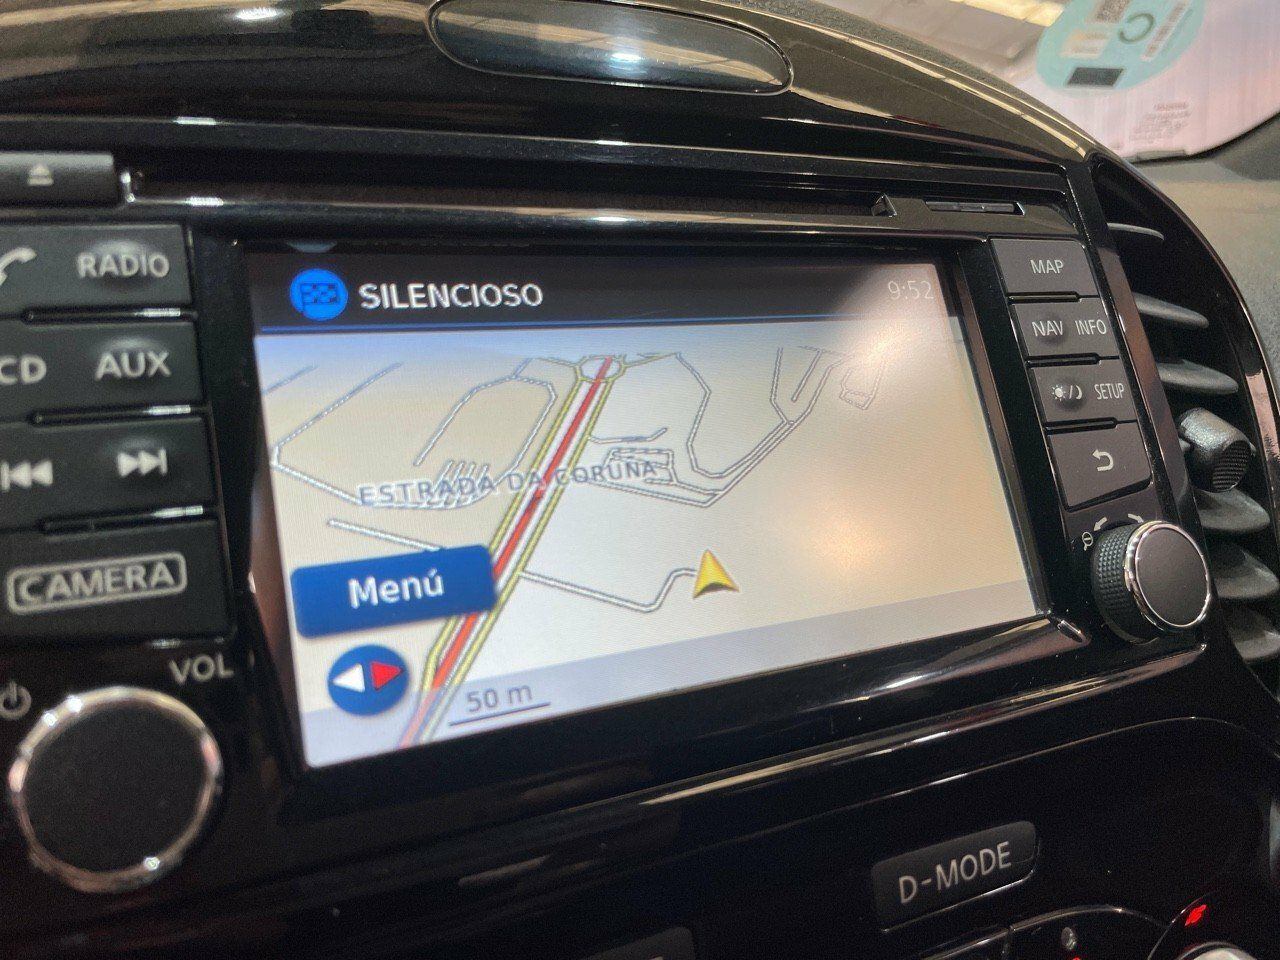 C
RADIO
CD
AUX
CAMERA
VOL
SILENCIOSO
9:52
ESTRADA DA CORUÑA
Menú
50 m
MAP
NAV
INFO
SETUP
D-MODE